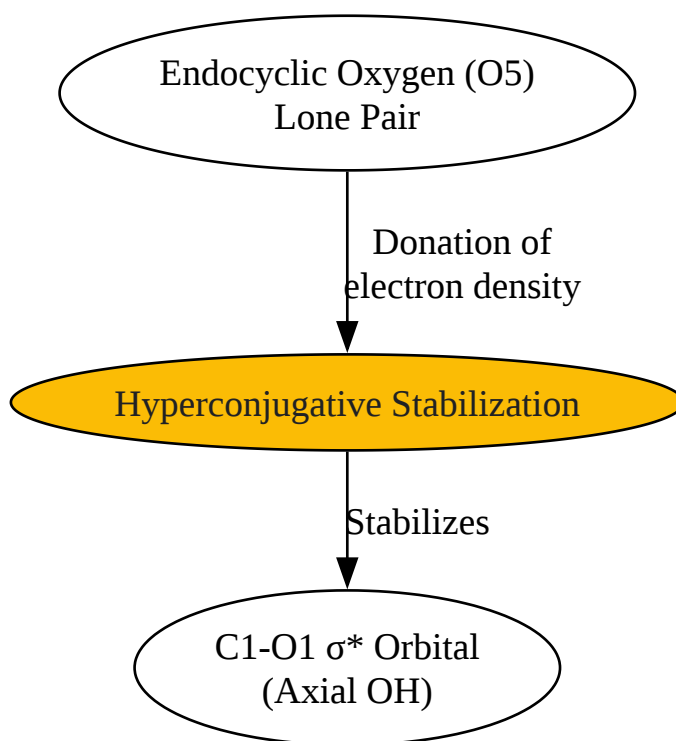 Endocyclic Oxygen (O5)
Lone Pair
Donation of
electron density
Hyperconjugative Stabilization
Stabilizes
C1-O1 σ* Orbital
(Axial OH)